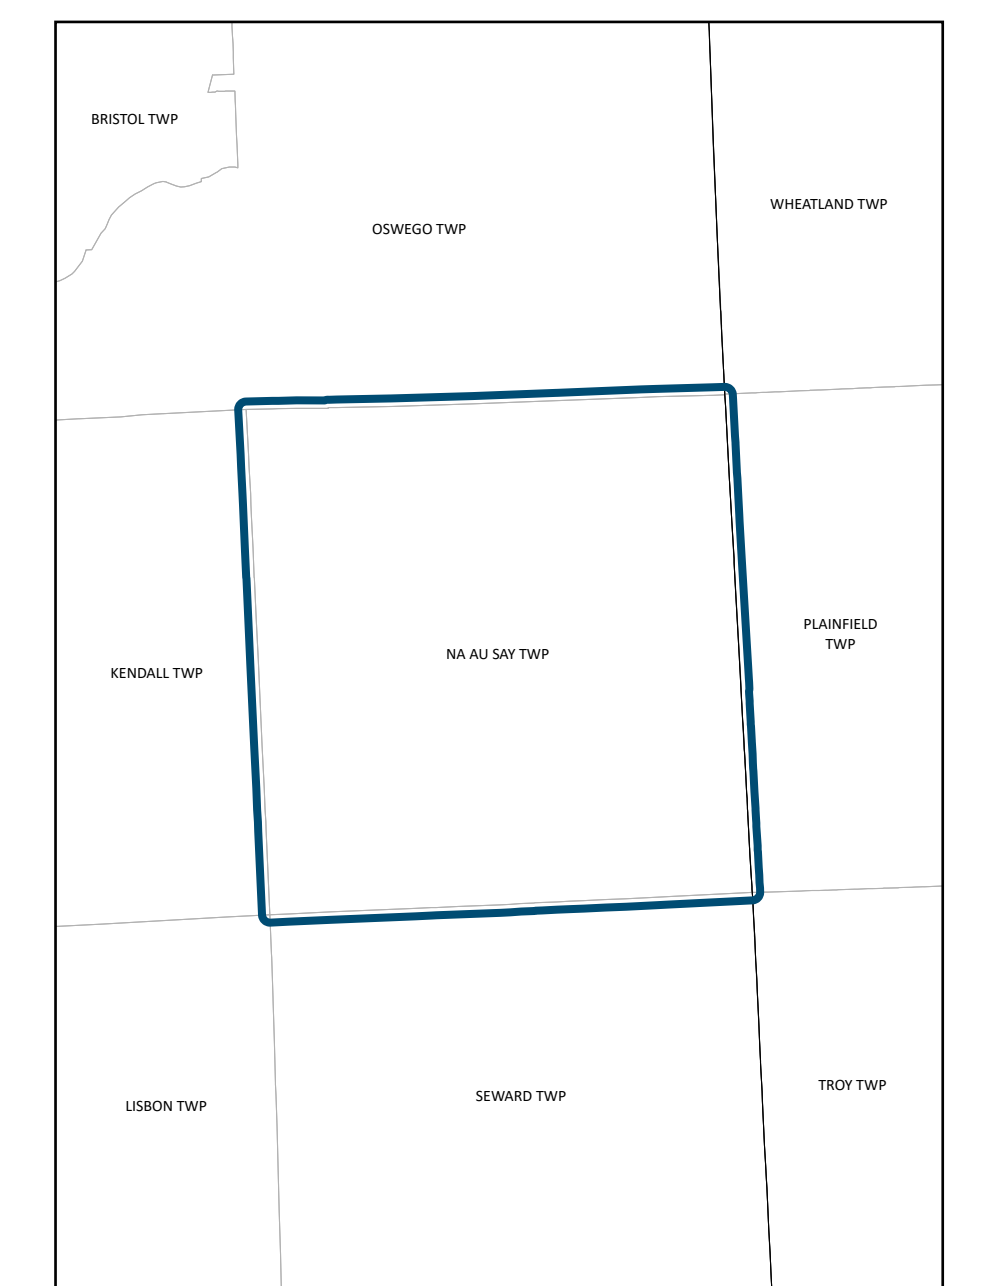 BRISTOL TWP
WHEATLAND TWP
OSWEGO TWP
PLAINFIELD
TWP
NA AU SAY TWP
KENDALL TWP
TROY TWP
SEWARD TWP
LISBON TWP